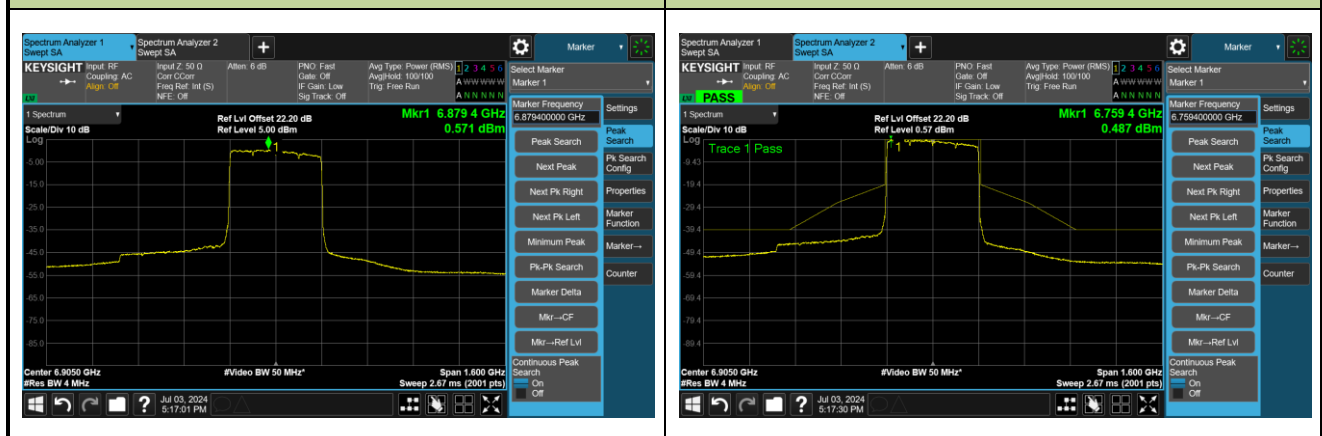 Spectrum Analyzer 1
Swept SA
Spectrum Analyzer 2
Swept SA
Marker
KEYSIGHT
Input: RF
Coupling: AC
Align: Off
Input Z: 50 Ω
Corr CCorr
Freq Ref: Int (S)
NFE: Off
Atten: 6 dB
PNO: Fast
Gate: Off
IF Gain: Low
Sig Track: Off
Avg Type: Power (RMS)
Avg|Hold: 100/100
Trig: Free Run
1 2 3 4 5 6
A W W W W W
A N N N N N
1 Spectrum
Scale/Div 10 dB
Log
Ref Lvl Offset 22.20 dB
Ref Level 5.00 dBm
Mkr1 6.879 4 GHz
0.571 dBm
1
-5.00
-15.0
-25.0
-35.0
-45.0
-55.0
-65.0
-75.0
-85.0
Center 6.9050 GHz
#Res BW 4 MHz
#Video BW 50 MHz*
Span 1.600 GHz
Sweep 2.67 ms (2001 pts)
Select Marker
Marker 1
Marker Frequency
6.879400000 GHz
Peak Search
Next Peak
Next Pk Right
Next Pk Left
Minimum Peak
Pk-Pk Search
Marker Delta
Mkr→CF
Mkr→Ref Lvl
Continuous Peak
Search
On
Off
Settings
Peak
Search
Pk Search
Config
Properties
Marker
Function
Marker→
Counter
Jul 03, 2024
5:17:01 PM
Spectrum Analyzer 1
Swept SA
Spectrum Analyzer 2
Swept SA
Marker
KEYSIGHT
Input: RF
Coupling: AC
Align: Off
PASS
Input Z: 50 Ω
Corr CCorr
Freq Ref: Int (S)
NFE: Off
Atten: 6 dB
PNO: Fast
Gate: Off
IF Gain: Low
Sig Track: Off
Avg Type: Power (RMS)
Avg|Hold: 100/100
Trig: Free Run
1 2 3 4 5 6
A W W W W W
A N N N N N
1 Spectrum
Scale/Div 10 dB
Log
Trace 1 Pass
Ref Lvl Offset 22.20 dB
Ref Level 0.57 dBm
Mkr1 6.759 4 GHz
0.487 dBm
1
-9.43
-19.4
-29.4
-39.4
-49.4
-59.4
-69.4
-79.4
-89.4
Center 6.9050 GHz
#Res BW 4 MHz
#Video BW 50 MHz*
Span 1.600 GHz
Sweep 2.67 ms (2001 pts)
Select Marker
Marker 1
Marker Frequency
6.759400000 GHz
Peak Search
Next Peak
Next Pk Right
Next Pk Left
Minimum Peak
Pk-Pk Search
Marker Delta
Mkr→CF
Mkr→Ref Lvl
Continuous Peak
Search
On
Off
Settings
Peak
Search
Pk Search
Config
Properties
Marker
Function
Marker→
Counter
Jul 03, 2024
5:17:30 PM